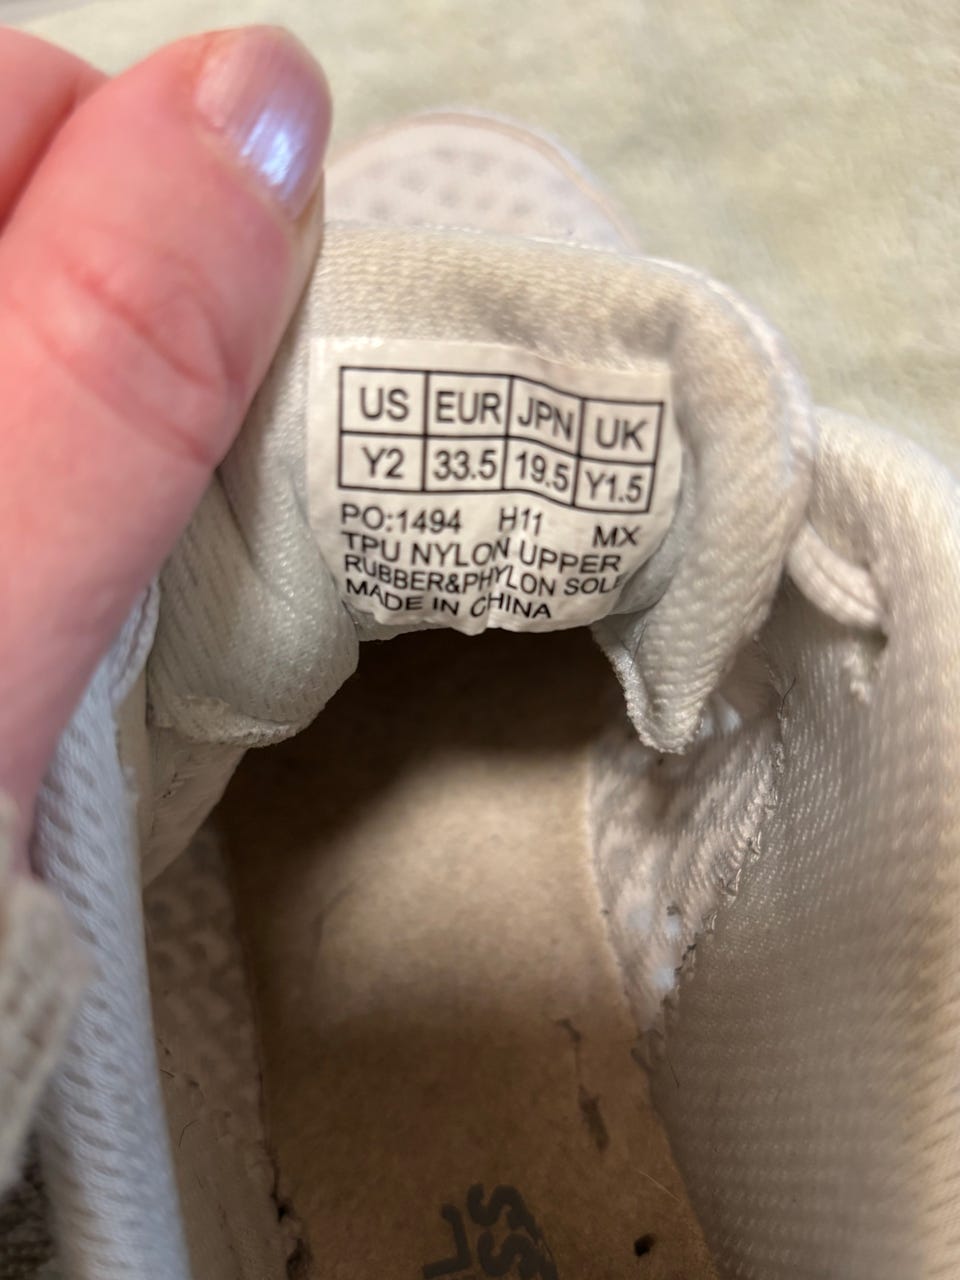 US EUR JPN UK
Y2 33.5 19.5 Y1.5
PO:1494 H11 MX
TPU NYLON UPPER
RUBBER&PHYLON SOLE
MADE IN CHINA